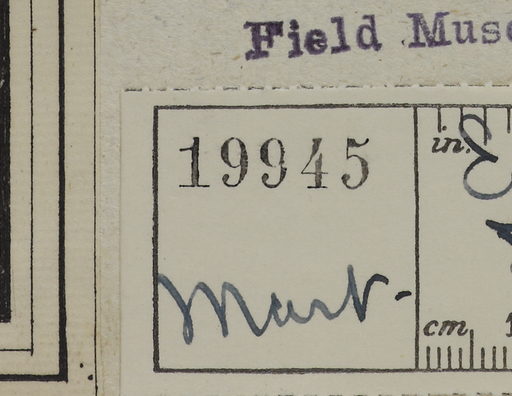 Field Muse
19945
in.
Mart-
cm